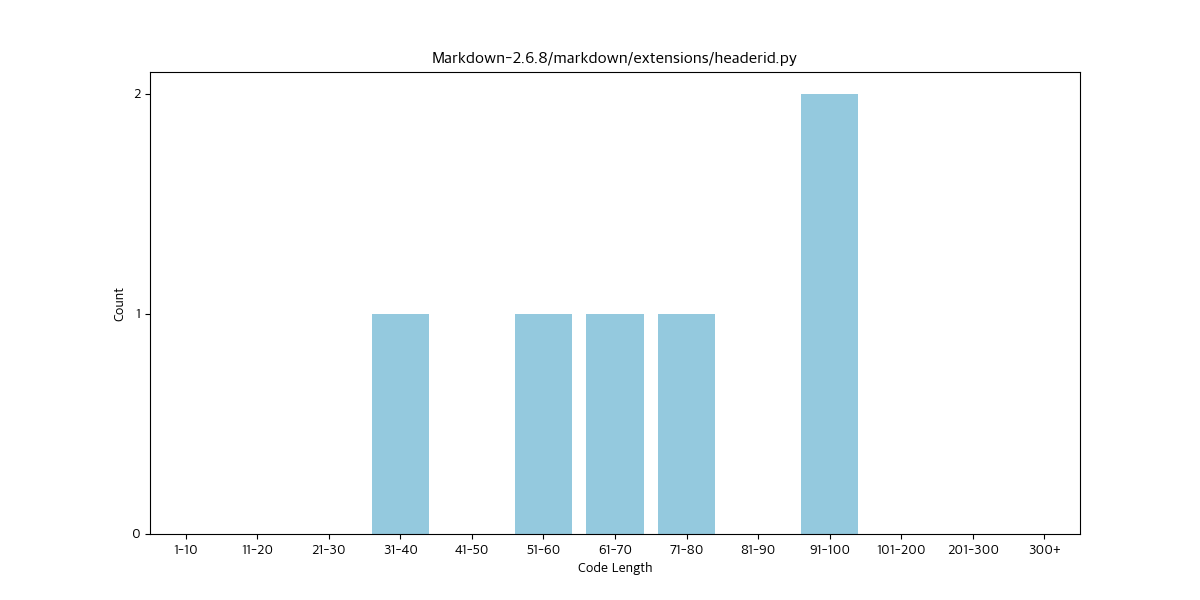 Markdown-2.6.8/markdown/extensions/headerid.py
2
1
0
Count
1-10 11-20 21-30 31-40 41-50 51-60 61-70 71-80 81-90 91-100 101-200 201-300 300+
Code Length